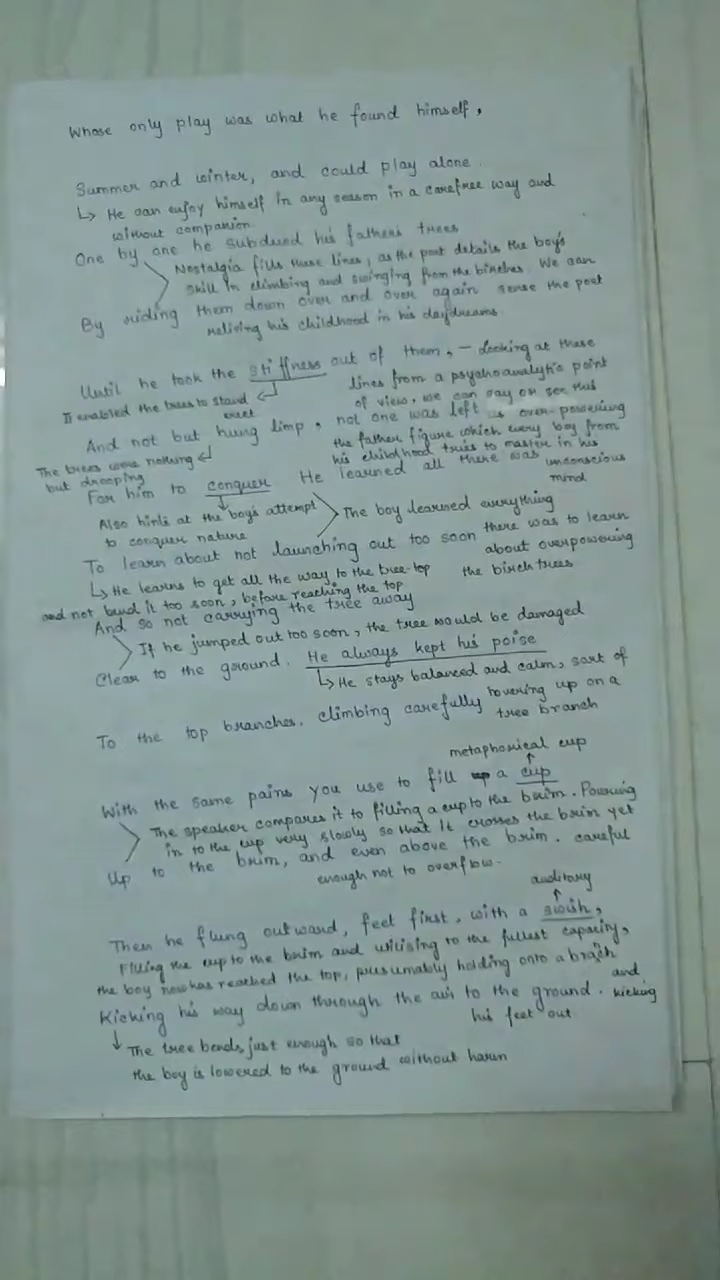 Whose only play was what he found himself,
Summer and winter, and could play alone.
↳ He can enjoy himself in any season in a carefree way and
without companion
One by one he subdued his father's trees
Nostalgia fills these lines, as the poet details the boy's
skill in climbing and swinging from the birches. We can
By riding them down over and over again sense the poet
reliving his childhood in his daydreams.
Until he took the stiffness out of them, - Looking at these
It enabled the trees to stand
erect
lines from a psychoanalytic point
of view, we can say or see this
And not but hung limp, not one was left as over-powering
The trees were nothing
but drooping
the father figure which every boy from
his childhood tries to master in his
unconscious
mind
For him to conquer He learned all there was
Also hints at the boy's attempt
to conquer nature
The boy learned everything
there was to learn
about overpowering
the birch trees
To learn about not launching out too soon
↳ He learns to get all the way to the tree-top
and not bend it too soon, before reaching the top
And so not carrying the tree away
If he jumped out too soon, the tree would be damaged
Clear to the ground. He always kept his poise
↳ He stays balanced and calm, sort of
hovering up on a
tree branch
To the top branches, climbing carefully
metaphorical cup
With the same pains you use to fill a cup
The speaker compares it to filling a cup to the brim. Pouring
in to the cup very slowly so that it crosses the brim yet
Up to the brim, and even above the brim. careful
enough not to overflow.
auditory
Then he flung outward, feet first, with a swish,
Filling the cup to the brim and utilising to the fullest capacity,
the boy now has reached the top, presumably holding onto a brach
and
kicking
his feet out
Kicking his way down through the air to the ground.
↓ The tree bends just enough so that
the boy is lowered to the ground without harm